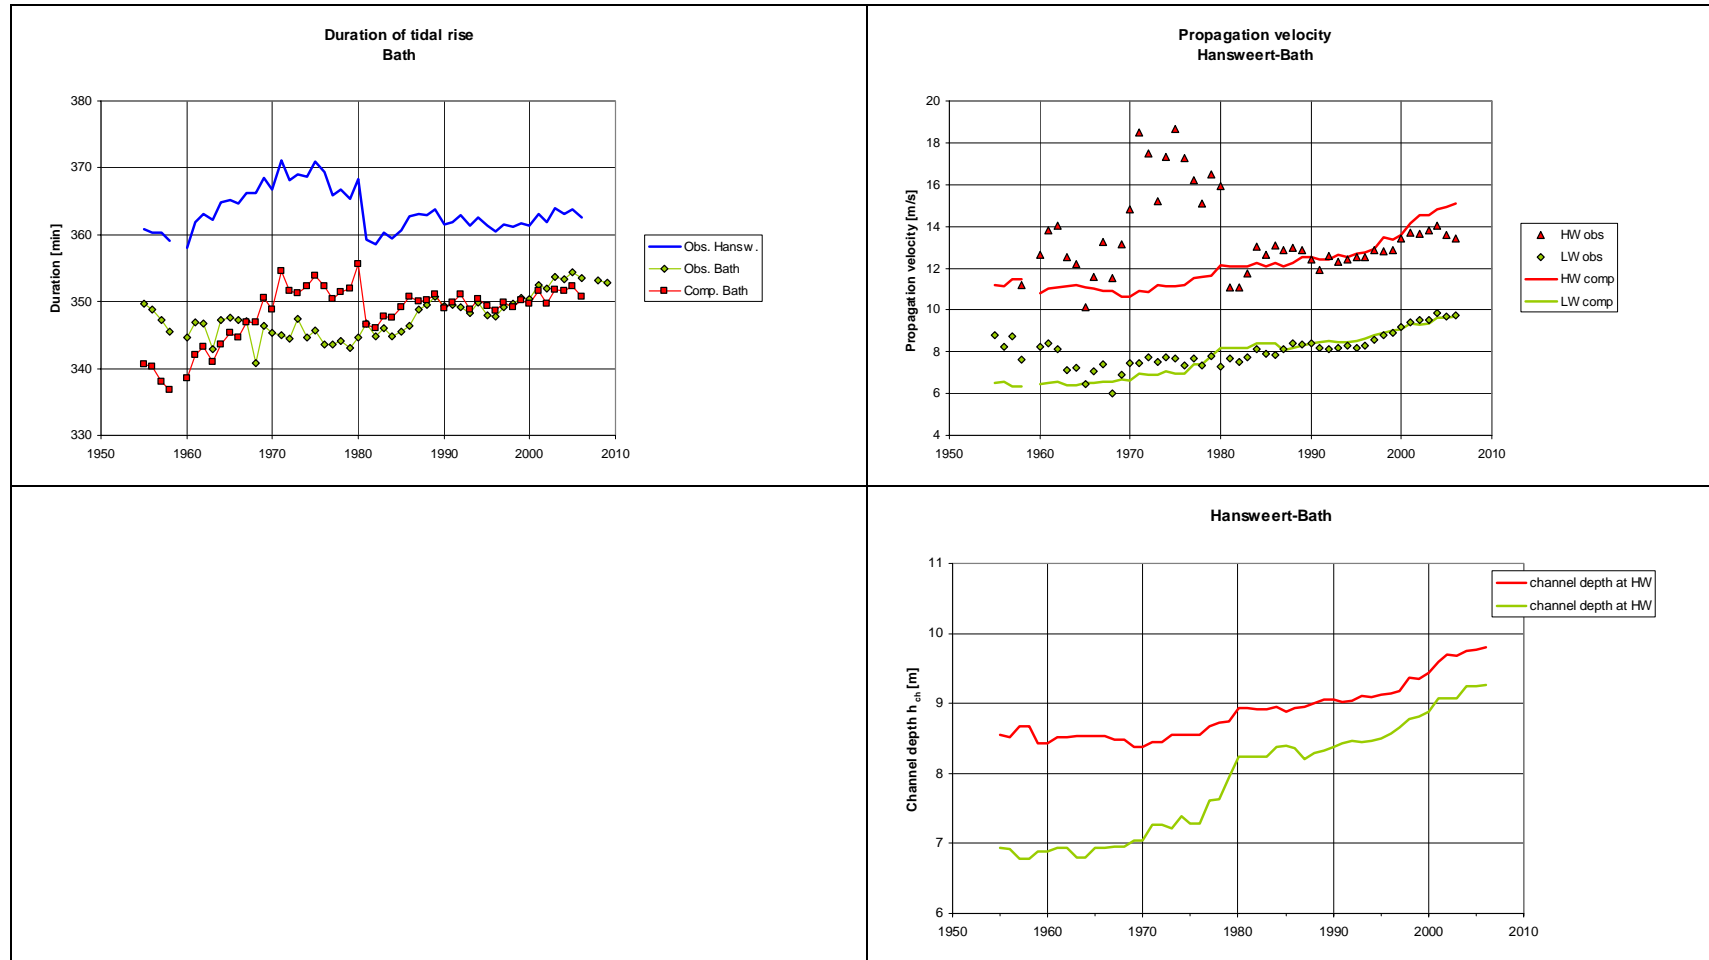 Duration of tidal rise
Bath
Duration [min]
380
370
360
350
340
330
1950
1960
1970
1980
1990
2000
2010
Obs. Hansw.
Obs. Bath
Comp. Bath
Propagation velocity
Hansweert-Bath
Propagation velocity [m/s]
20
18
16
14
12
10
8
6
4
1950
1960
1970
1980
1990
2000
2010
HW obs
LW obs
HW comp
LW comp
Hansweert-Bath
Channel depth h ch [m]
11
10
9
8
7
6
1950
1960
1970
1980
1990
2000
2010
channel depth at HW
channel depth at HW